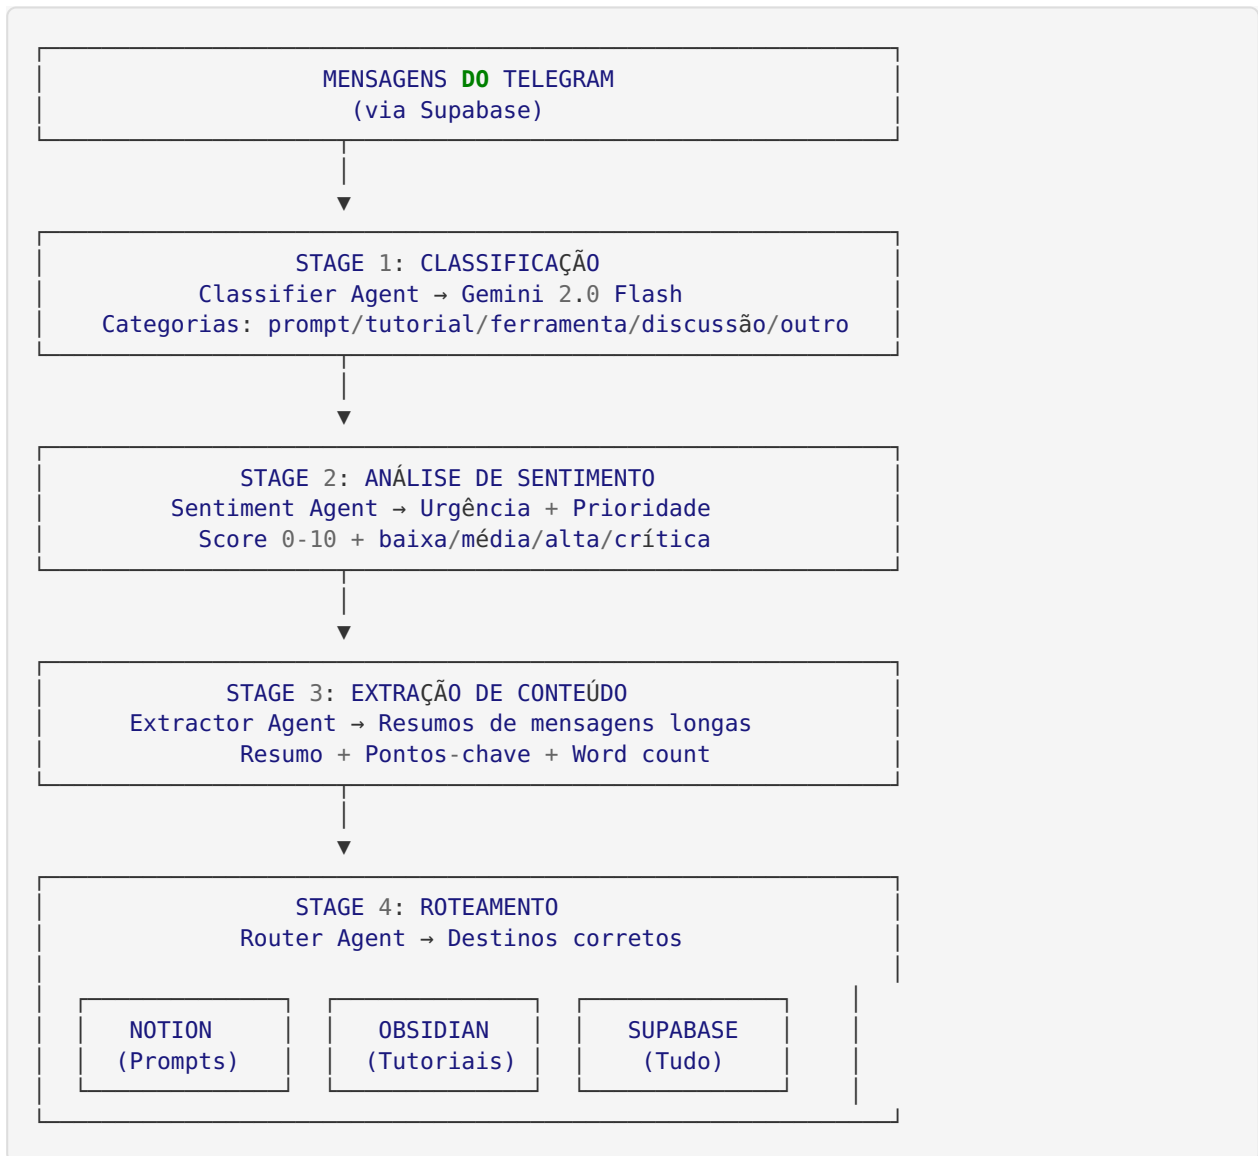 MENSAGENS DO TELEGRAM
(via Supabase)
STAGE 1: CLASSIFICAÇÃO
Classifier Agent → Gemini 2.0 Flash
Categorias: prompt/tutorial/ferramenta/discussão/outro
STAGE 2: ANÁLISE DE SENTIMENTO
Sentiment Agent → Urgência + Prioridade
Score 0-10 + baixa/média/alta/crítica
STAGE 3: EXTRAÇÃO DE CONTEÚDO
Extractor Agent → Resumos de mensagens longas
Resumo + Pontos-chave + Word count
STAGE 4: ROTEAMENTO
Router Agent → Destinos corretos
NOTION OBSIDIAN SUPABASE
(Prompts) (Tutoriais) (Tudo)